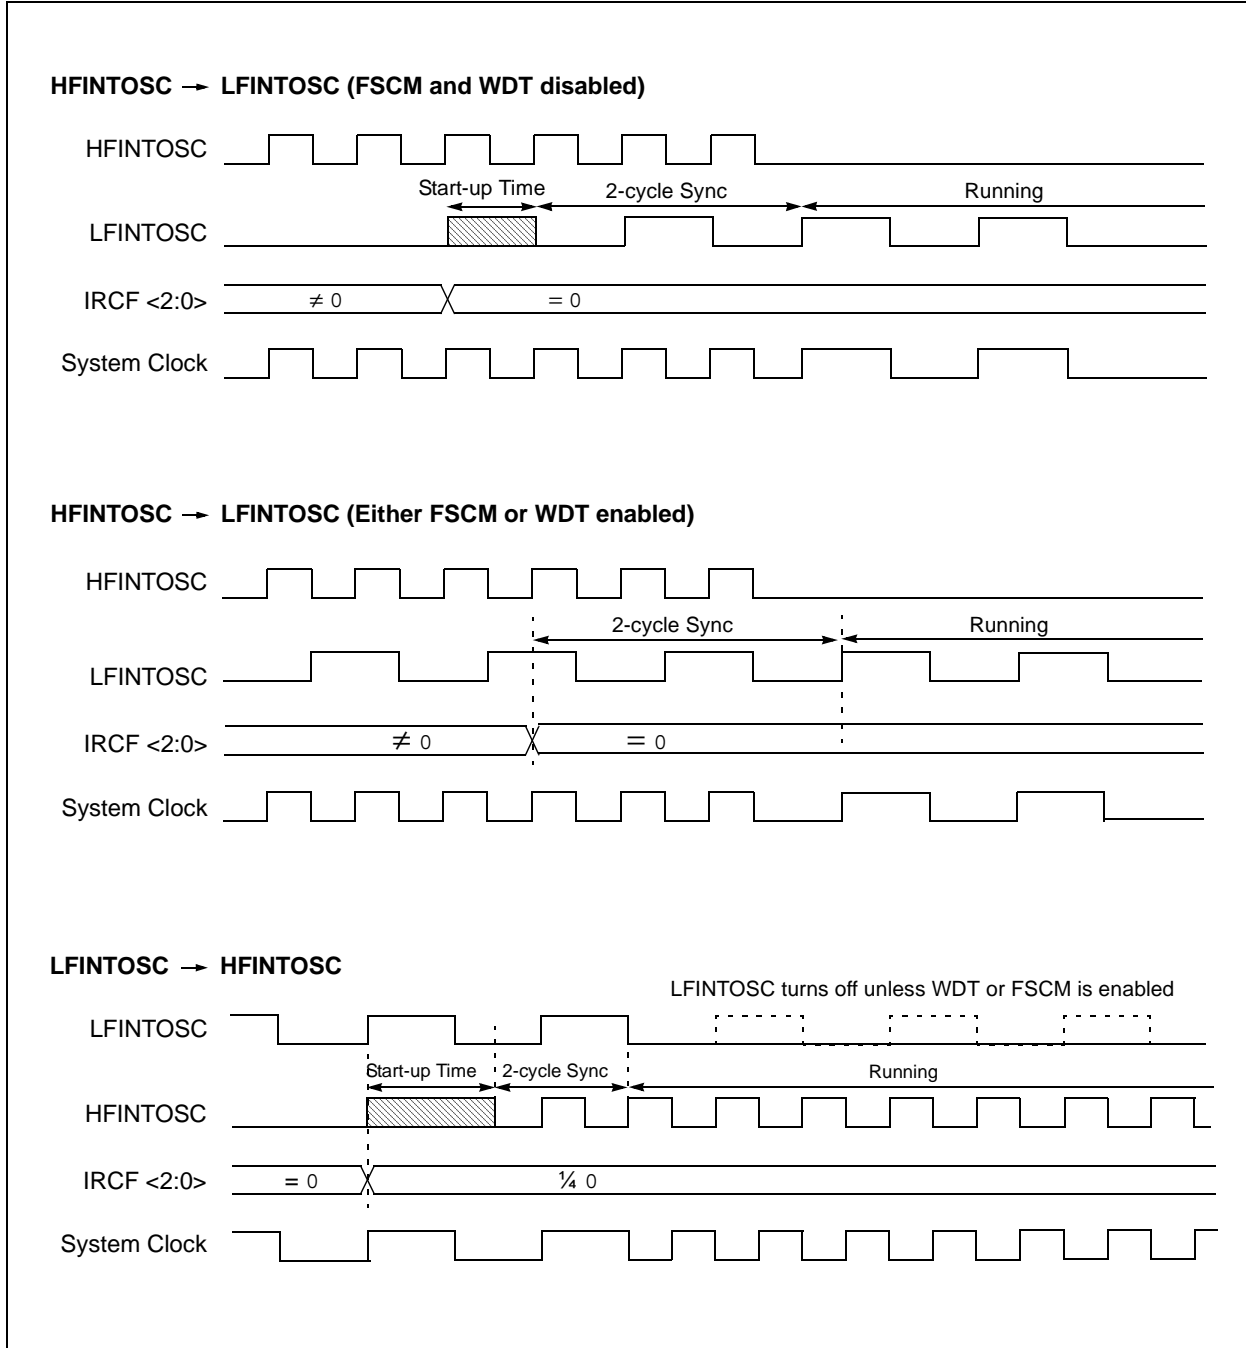 HFINTOSC → LFINTOSC (FSCM and WDT disabled)
HFINTOSC
Start-up Time 2-cycle Sync Running
LFINTOSC
IRCF <2:0> ≠ 0 = 0
System Clock
HFINTOSC → LFINTOSC (Either FSCM or WDT enabled)
HFINTOSC
2-cycle Sync Running
LFINTOSC
IRCF <2:0> ≠ 0 = 0
System Clock
LFINTOSC → HFINTOSC
LFINTOSC turns off unless WDT or FSCM is enabled
LFINTOSC
Start-up Time 2-cycle Sync Running
HFINTOSC
IRCF <2:0> = 0 ¼ 0
System Clock